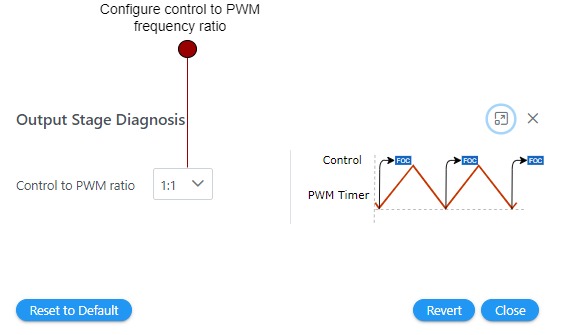 Configure control to PWM
frequency ratio
Output Stage Diagnosis
Control to PWM ratio
1:1
Control
FOC
FOC
FOC
PWM Timer
Reset to Default
Revert
Close